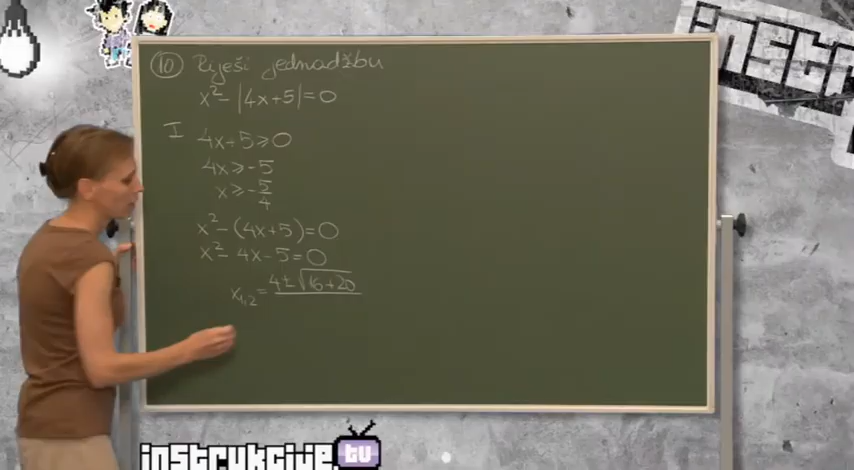 10 Riješi jednadžbu
x² - |4x+5| = 0
I 4x+5 ≥ 0
4x ≥ -5
x ≥ -5/4
x² - (4x+5) = 0
x² - 4x - 5 = 0
x₁,₂ = 4 ± √16+20
instrukcije tv